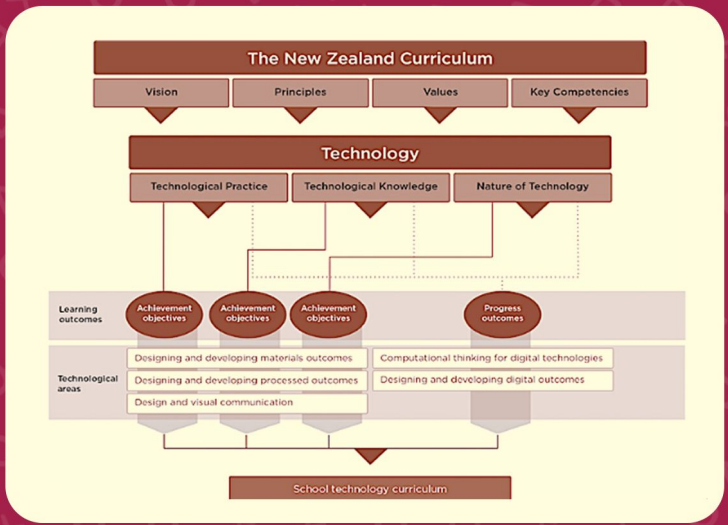 The New Zealand Curriculum
Vision
Principles
Values
Key Competencies
Technology
Technological Practice
Technological Knowledge
Nature of Technology
Learning
outcomes
Achievement
objectives
Achievement
objectives
Achievement
objectives
Progress
outcomes
Technological
areas
Designing and developing materials outcomes
Designing and developing processed outcomes
Design and visual communication
Computational thinking for digital technologies
Designing and developing digital outcomes
School technology curriculum